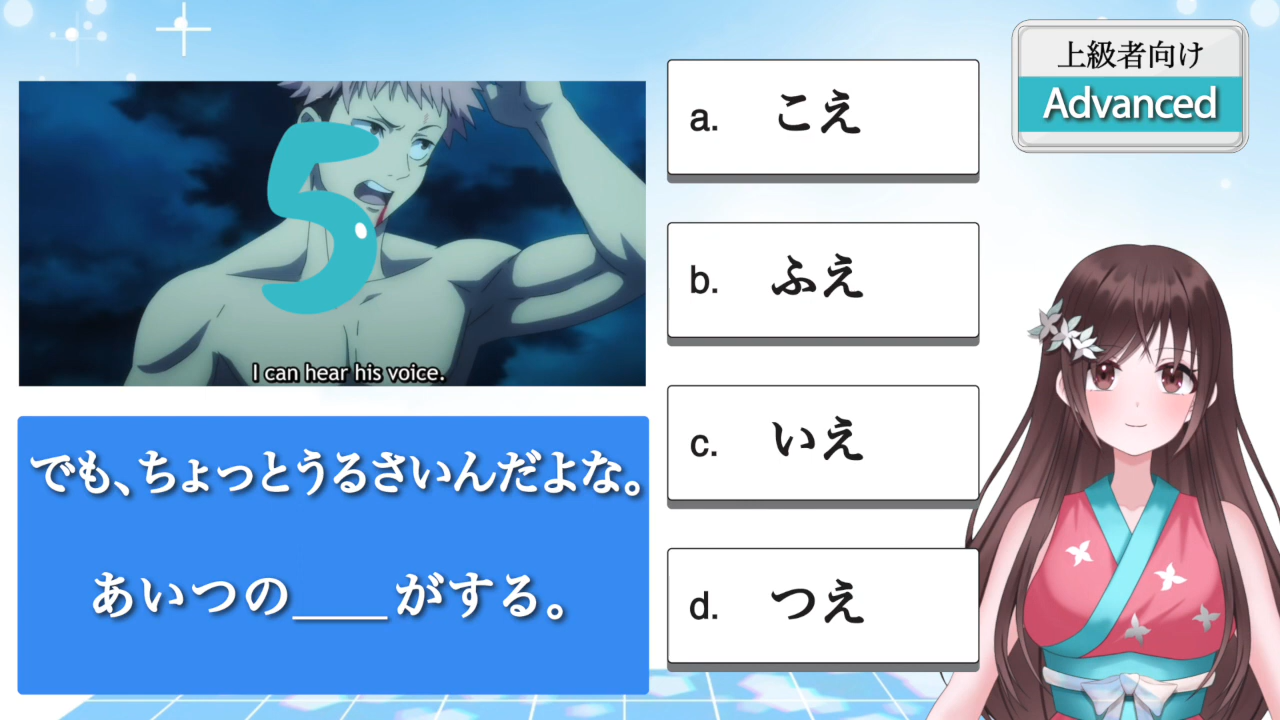 上級者向け
Advanced
5
I can hear his voice.
でも、ちょっとうるさいんだよな。
あいつの____がする。
a. こえ
b. ふえ
c. いえ
d. つえ